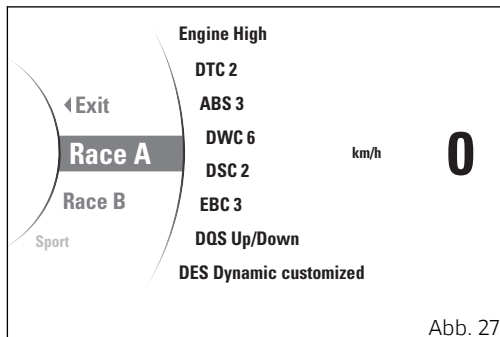 Engine High
DTC 2
Exit
ABS 3
Race A
DWC 6
km/h
0
DSC 2
Race B
EBC 3
Sport
DQS Up/Down
DES Dynamic customized
Abb. 27